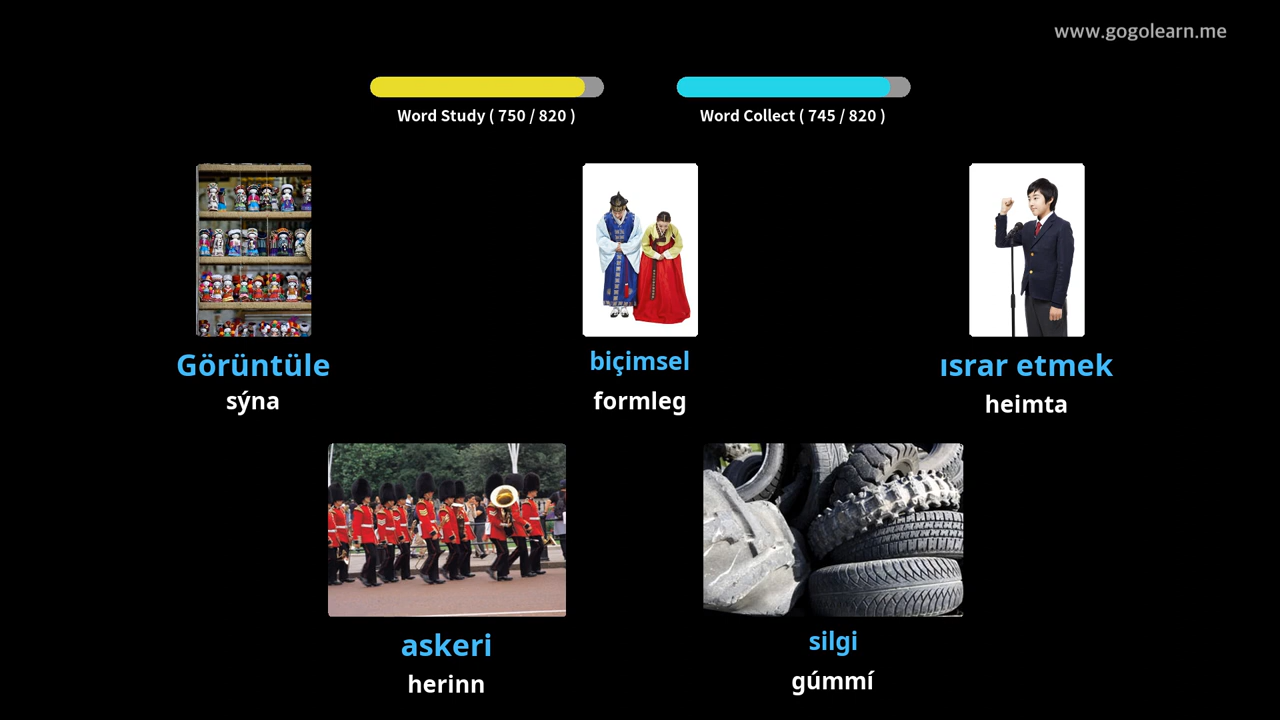 www.gogolearn.me
Word Study ( 750 / 820 )
Word Collect ( 745 / 820 )
Görüntüle
sýna
biçimsel
formleg
ısrar etmek
heimta
askeri
herinn
silgi
gúmmí